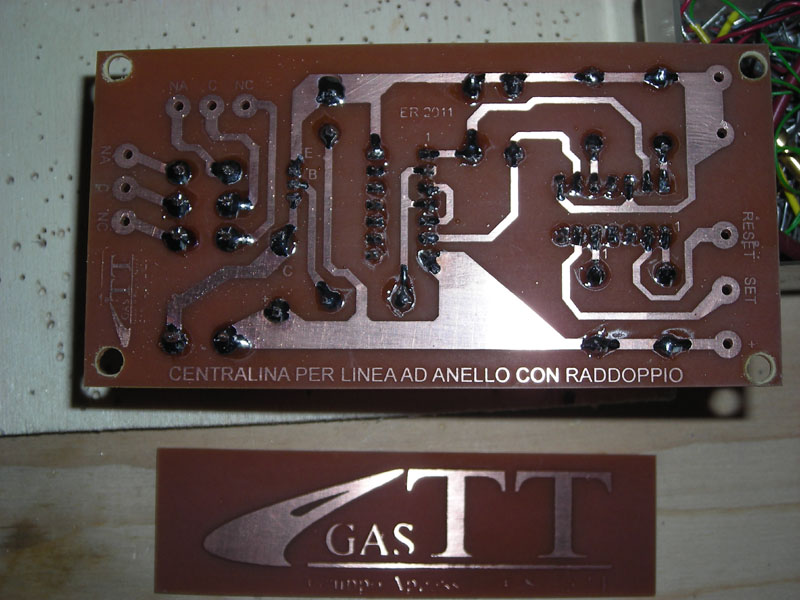 NA C NC
ER 2011
1
E
NA
B
C
NC
RESET
SET
1
1
C
+
+
CENTRALINA PER LINEA AD ANELLO CON RADDOPPIO
GAS TT